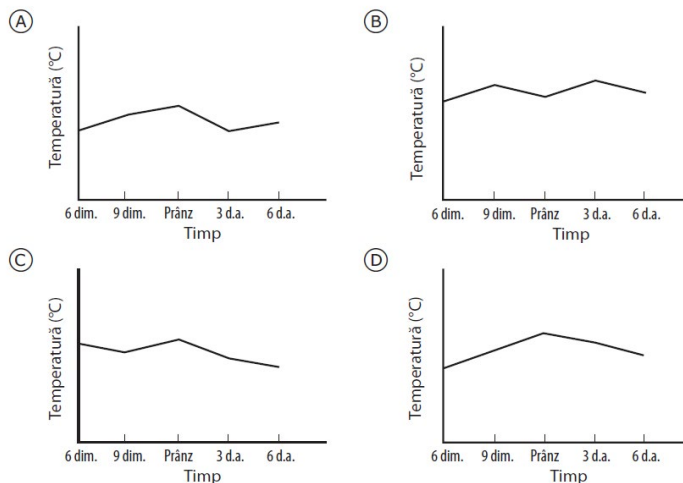 A
Temperatură (°C)
6 dim. 9 dim. Prânz 3 d.a. 6 d.a.
Timp
B
Temperatură (°C)
6 dim. 9 dim. Prânz 3 d.a. 6 d.a.
Timp
C
Temperatură (°C)
6 dim. 9 dim. Prânz 3 d.a. 6 d.a.
Timp
D
Temperatură (°C)
6 dim. 9 dim. Prânz 3 d.a. 6 d.a.
Timp